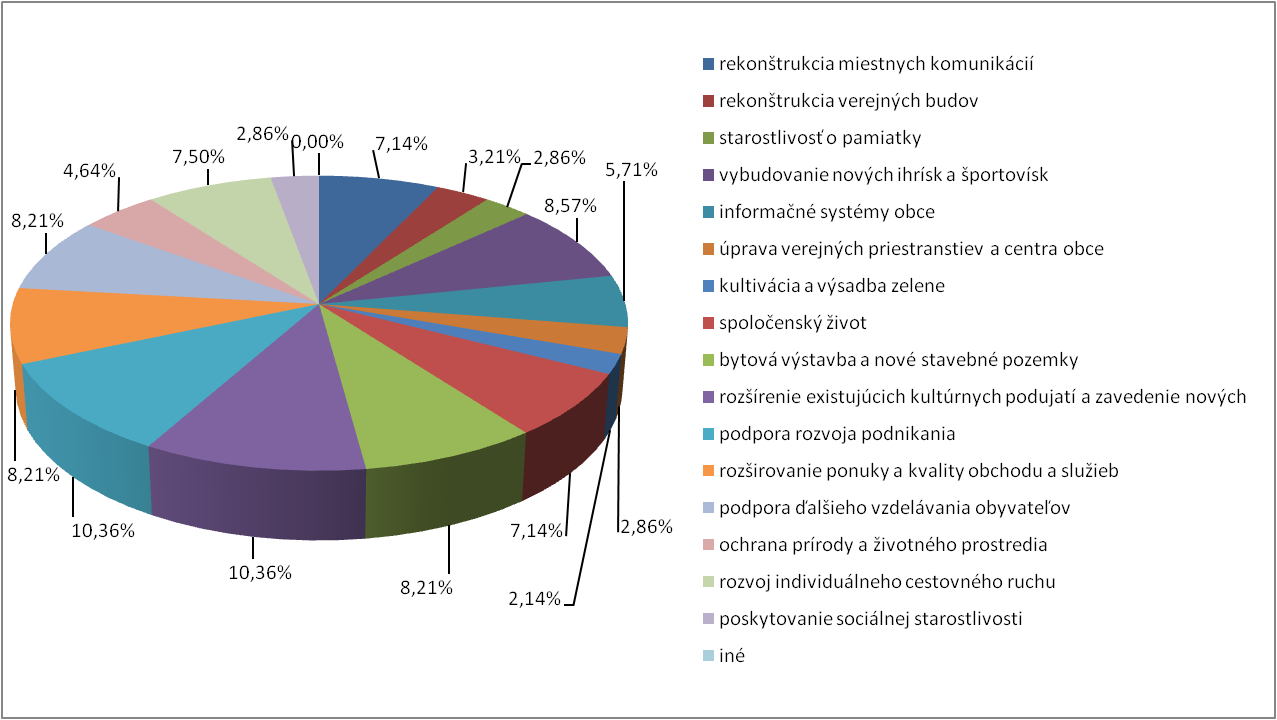 2,86%
0,00%
7,14%
3,21%
2,86%
5,71%
8,57%
7,50%
4,64%
8,21%
8,21%
10,36%
10,36%
8,21%
7,14%
2,14%
2,86%
rekonštrukcia miestnych komunikácií
rekonštrukcia verejných budov
starostlivosť o pamiatky
vybudovanie nových ihrísk a športovísk
informačné systémy obce
úprava verejných priestranstiev a centra obce
kultivácia a výsadba zelene
spoločenský život
bytová výstavba a nové stavebné pozemky
rozšírenie existujúcich kultúrnych podujatí a zavedenie nových
podpora rozvoja podnikania
rozširovanie ponuky a kvality obchodu a služieb
podpora ďalšieho vzdelávania obyvateľov
ochrana prírody a životného prostredia
rozvoj individuálneho cestovného ruchu
poskytovanie sociálnej starostlivosti
iné